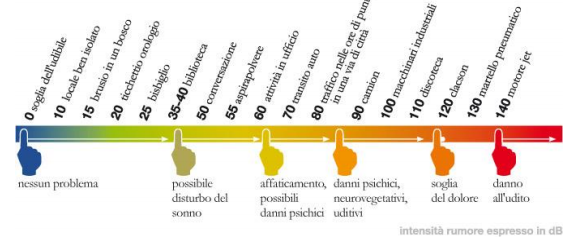 0 soglia dell'udibile
10 locale ben isolato
15 brusio in un bosco
20 ticchettio orologio
25 bisbiglio
35-40 biblioteca
50 conversazione
55 aspirapolvere
60 attività in ufficio
70 transito auto
80 traffico nelle ore di
in una via di città
90 camion
100 macchinari industriali
110 discoteca
120 clacson
130 martello pneumatico
140 motore jet
nessun problema
possibile
disturbo del
sonno
affaticamento,
possibili
danni psichici
danni psichici,
neurovegetativi,
uditivi
soglia
del dolore
danno
all'udito
intensità rumore espresso in dB